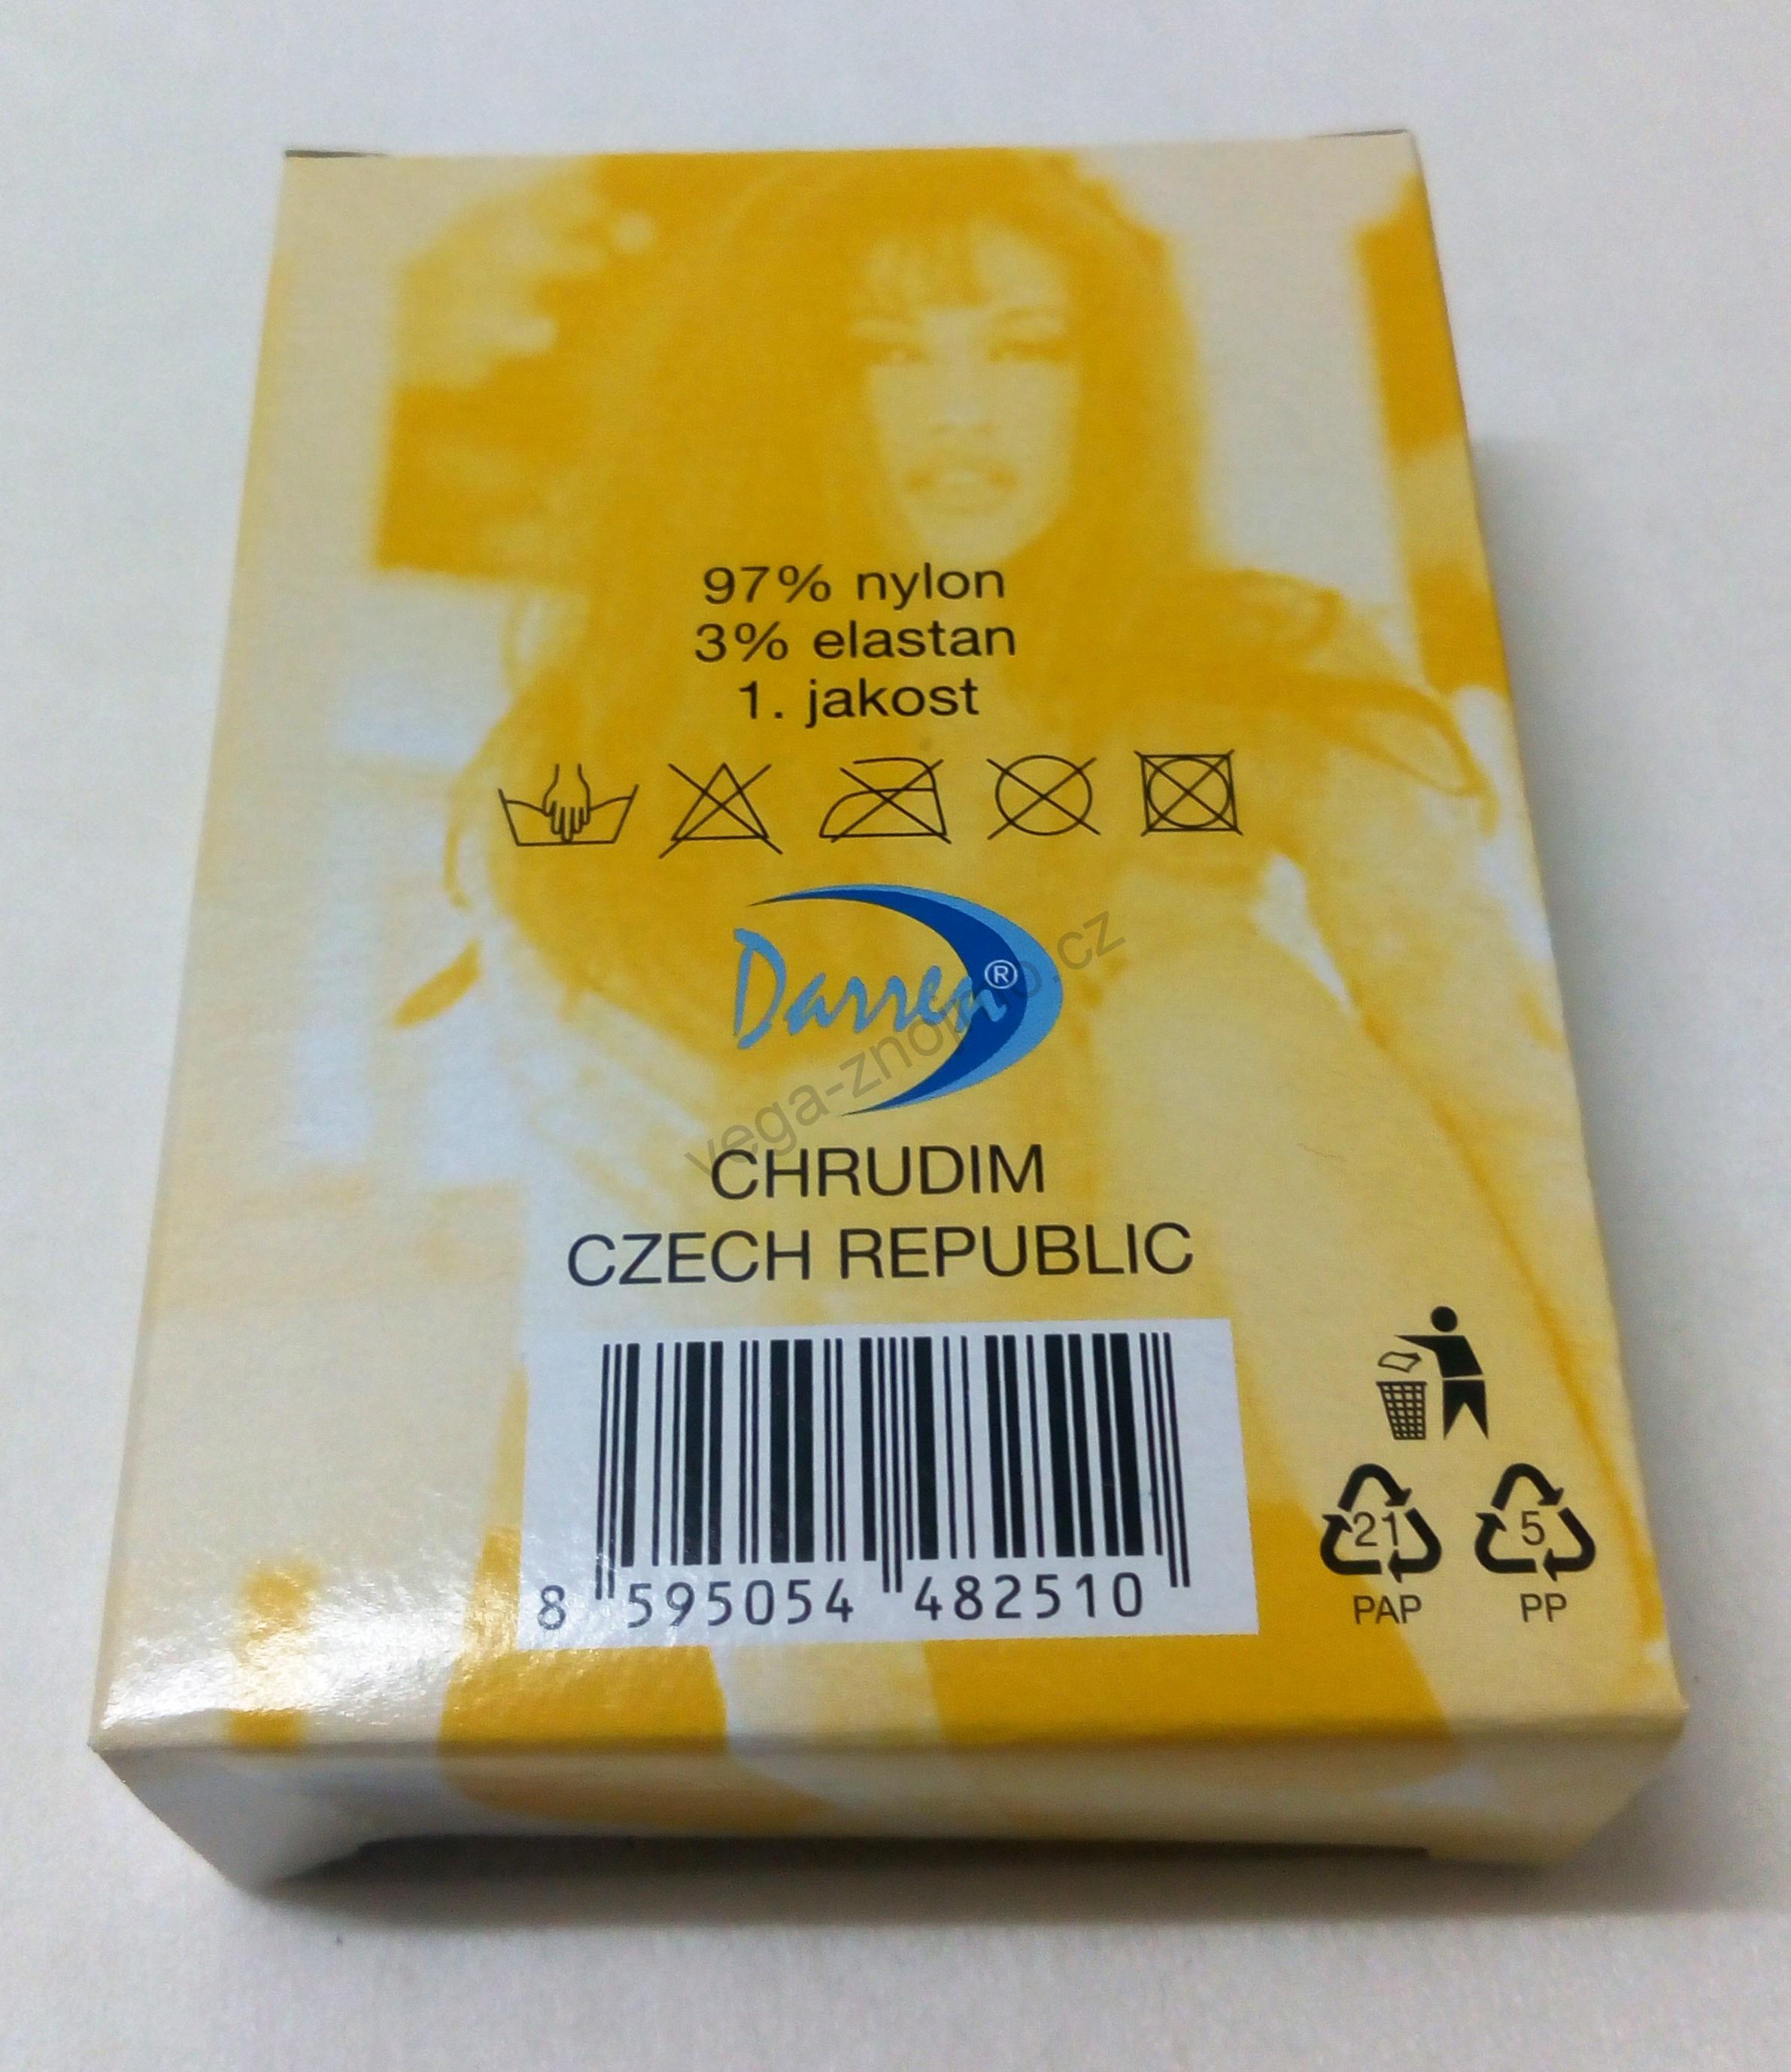 97% nylon
3% elastan
1. jakost
Darrea®
vega-znojmo.cz
CHRUDIM
CZECH REPUBLIC
8 595054 482510
21
PAP
5
PP